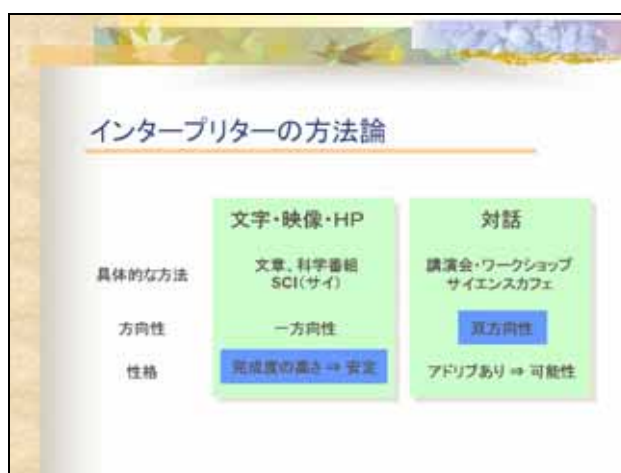 インタープリターの方法論
文字・映像・HP
対話
具体的な方法
文章、科学番組
SCI(サイ)
講演会・ワークショップ
サイエンスカフェ
方向性
一方向性
双方向性
性格
完成度の高さ⇒安定
アドリブあり⇒可能性